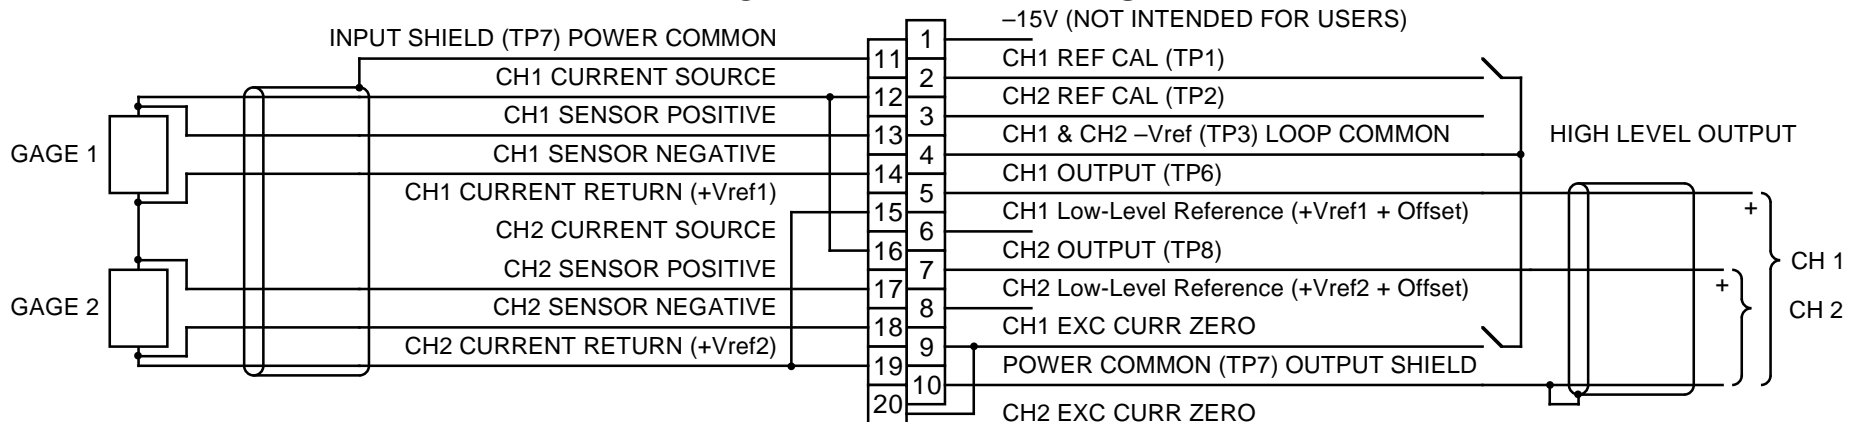 –15V (NOT INTENDED FOR USERS)
INPUT SHIELD (TP7) POWER COMMON
1
11
CH1 REF CAL (TP1)
CH1 CURRENT SOURCE
2
12
CH2 REF CAL (TP2)
CH1 SENSOR POSITIVE
3
13
CH1 & CH2 –Vref (TP3) LOOP COMMON
HIGH LEVEL OUTPUT
GAGE 1
CH1 SENSOR NEGATIVE
4
14
CH1 OUTPUT (TP6)
CH1 CURRENT RETURN (+Vref1)
5
15
CH1 Low-Level Reference (+Vref1 + Offset)
+
CH2 CURRENT SOURCE
6
16
CH2 OUTPUT (TP8)
CH 1
CH2 SENSOR POSITIVE
7
17
CH2 Low-Level Reference (+Vref2 + Offset)
+
GAGE 2
CH2 SENSOR NEGATIVE
8
18
CH1 EXC CURR ZERO
CH 2
CH2 CURRENT RETURN (+Vref2)
9
19
POWER COMMON (TP7) OUTPUT SHIELD
10
20
CH2 EXC CURR ZERO